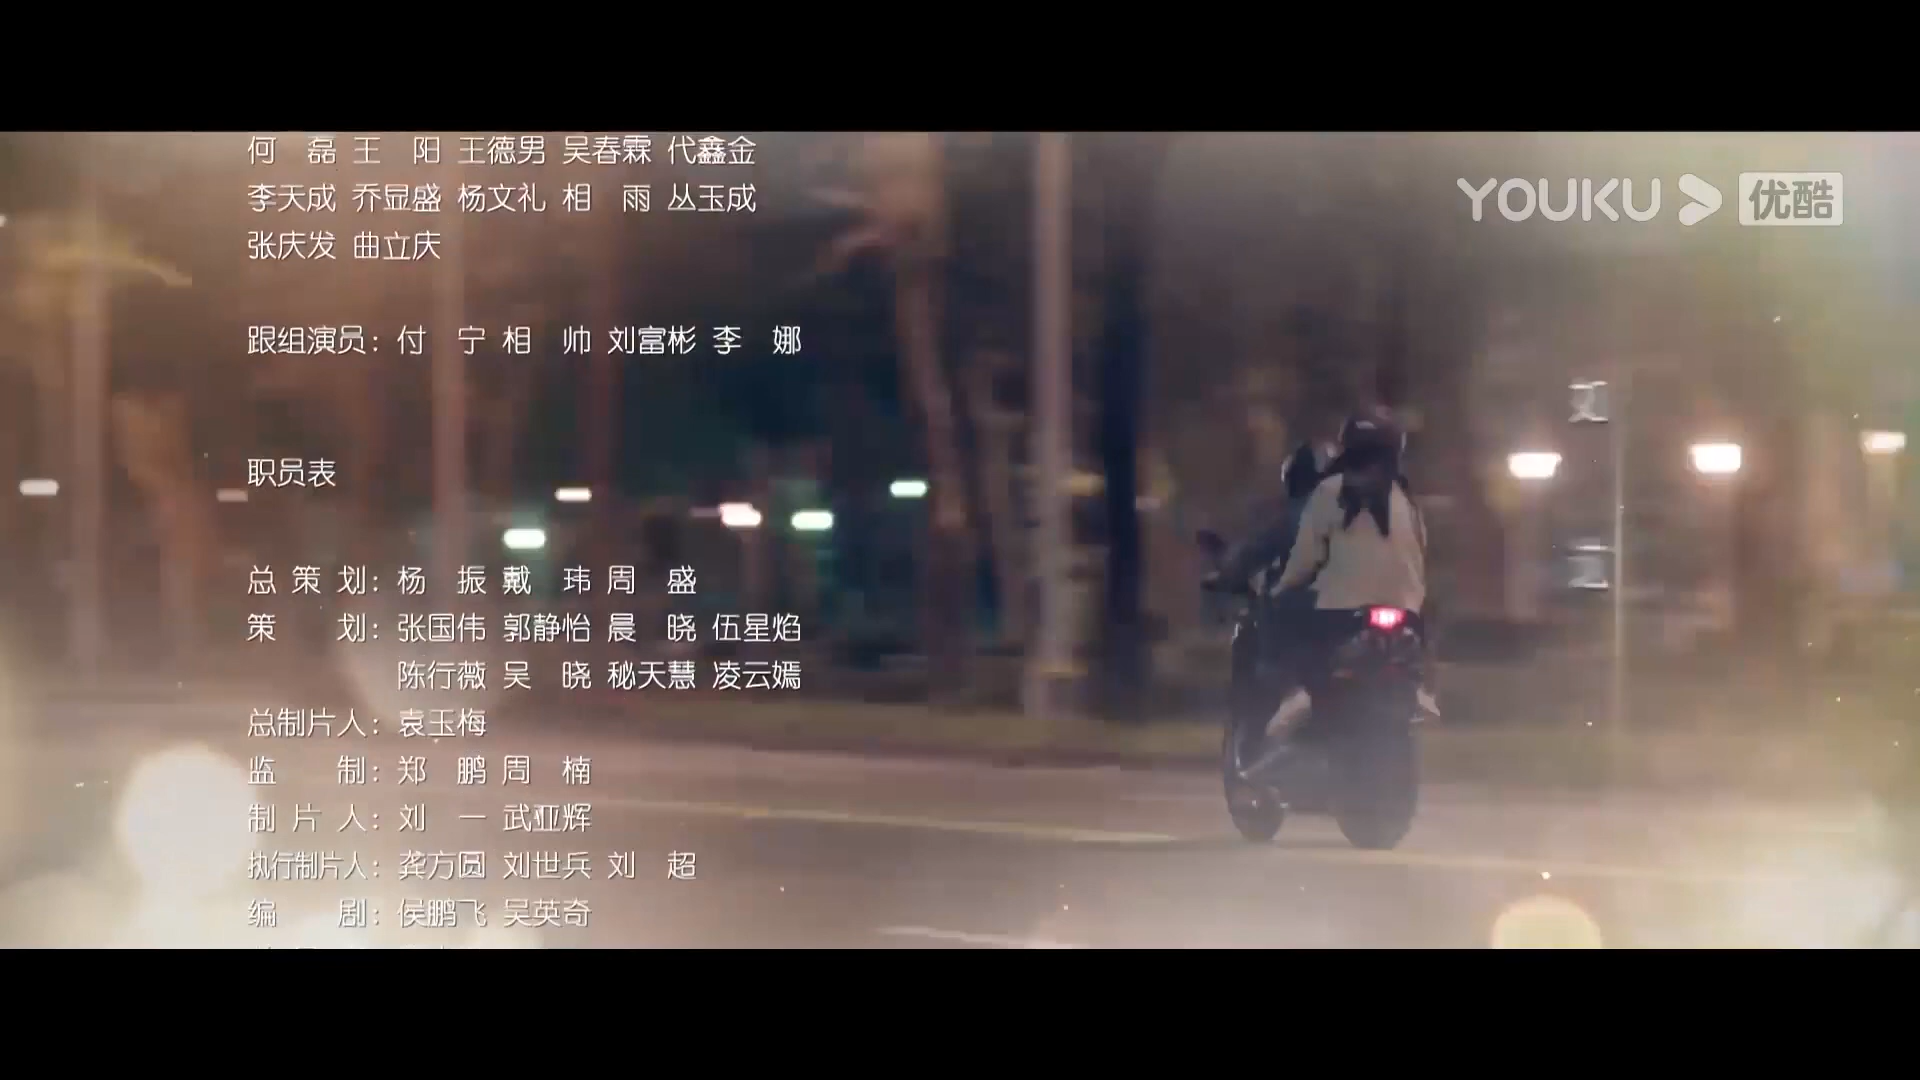 何　磊 王　阳 王德男 吴春霖 代鑫金
李天成 乔显盛 杨文礼 相　雨 丛玉成
张庆发 曲立庆
YOUKU 优酷
跟组演员：付　宁 相　帅 刘富彬 李　娜
职员表
总 策 划：杨　振 戴　玮 周　盛
策　　划：张国伟 郭静怡 晨　晓 伍星焰
陈行薇 吴　晓 秘天慧 凌云嫣
总制片人：袁玉梅
监　　制：郑　鹏 周　楠
制 片 人：刘　一 武亚辉
执行制片人：龚方圆 刘世兵 刘　超
编　　剧：侯鹏飞 吴英奇